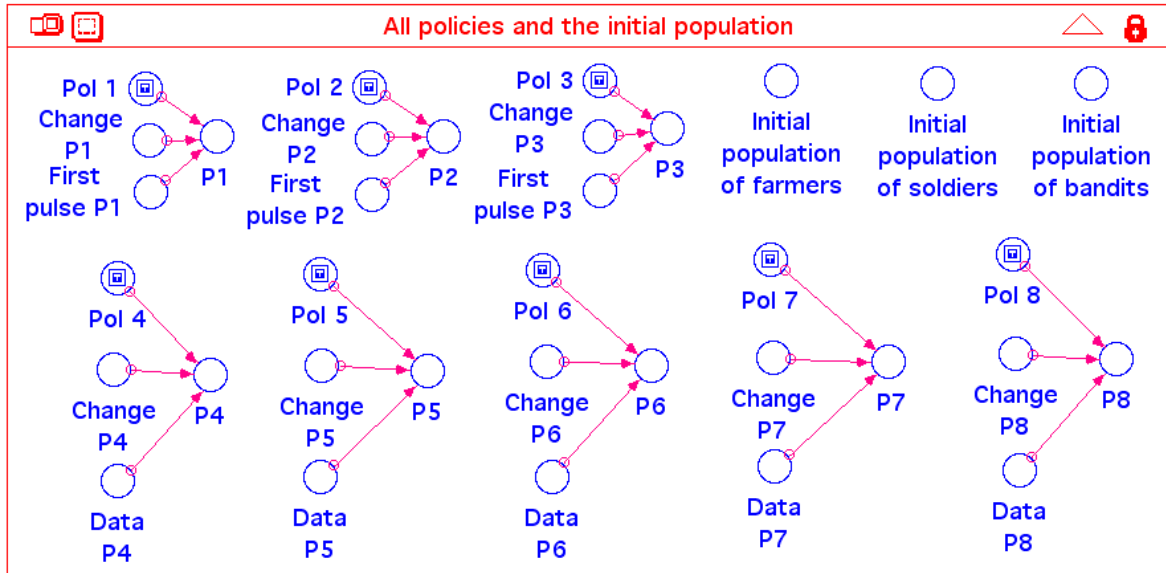 All policies and the initial population
Pol 1
Change
P1
First
pulse P1
P1
Pol 2
Change
P2
First
pulse P2
P2
Pol 3
Change
P3
First
pulse P3
P3
Initial
population
of farmers
Initial
population
of soldiers
Initial
population
of bandits
Pol 4
Change
P4
Data
P4
P4
Pol 5
Change
P5
Data
P5
P5
Pol 6
Change
P6
Data
P6
P6
Pol 7
Change
P7
Data
P7
P7
Pol 8
Change
P8
Data
P8
P8